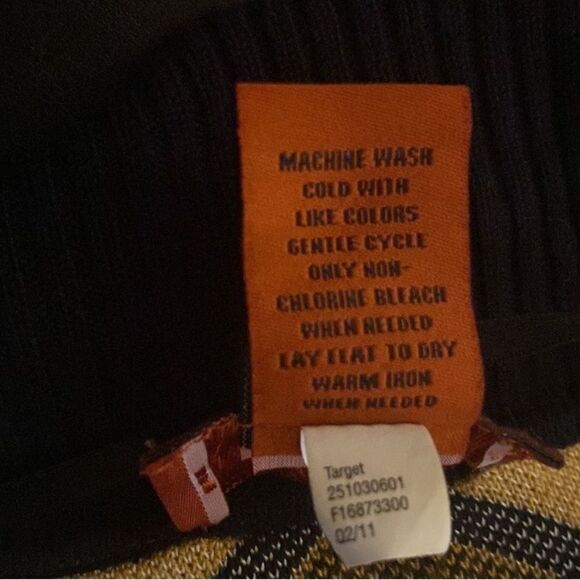 MACHINE WASH
COLD WITH
LIKE COLORS
GENTLE CYCLE
ONLY NON-
CHLORINE BLEACH
WHEN NEEDED
LAY FLAT TO DRY
WARM IRON
WHEN NEEDED
M
Target
251030601
F16873300
02/11